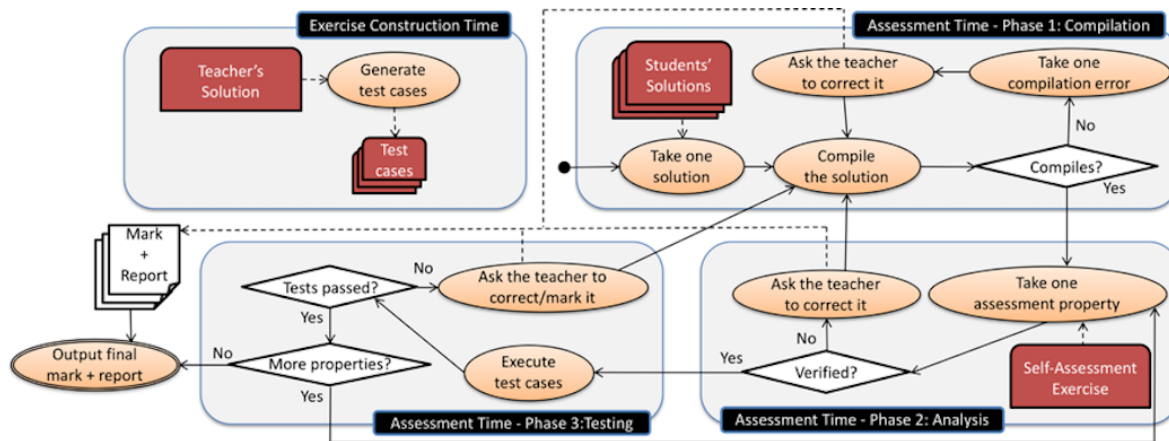 Exercise Construction Time
Teacher's
Solution
Generate
test cases
Test
cases
Assessment Time - Phase 1: Compilation
Students'
Solutions
Ask the teacher
to correct it
Take one
compilation error
No
Take one
solution
Compile
the solution
Compiles?
Yes
Mark
+
Report
Tests passed?
No
Ask the teacher to
correct/mark it
Yes
More properties?
No
Yes
Output final
mark + report
Execute
test cases
Assessment Time - Phase 3:Testing
Ask the teacher
to correct it
Take one
assessment property
No
Yes
Verified?
Self-Assessment
Exercise
Assessment Time - Phase 2: Analysis